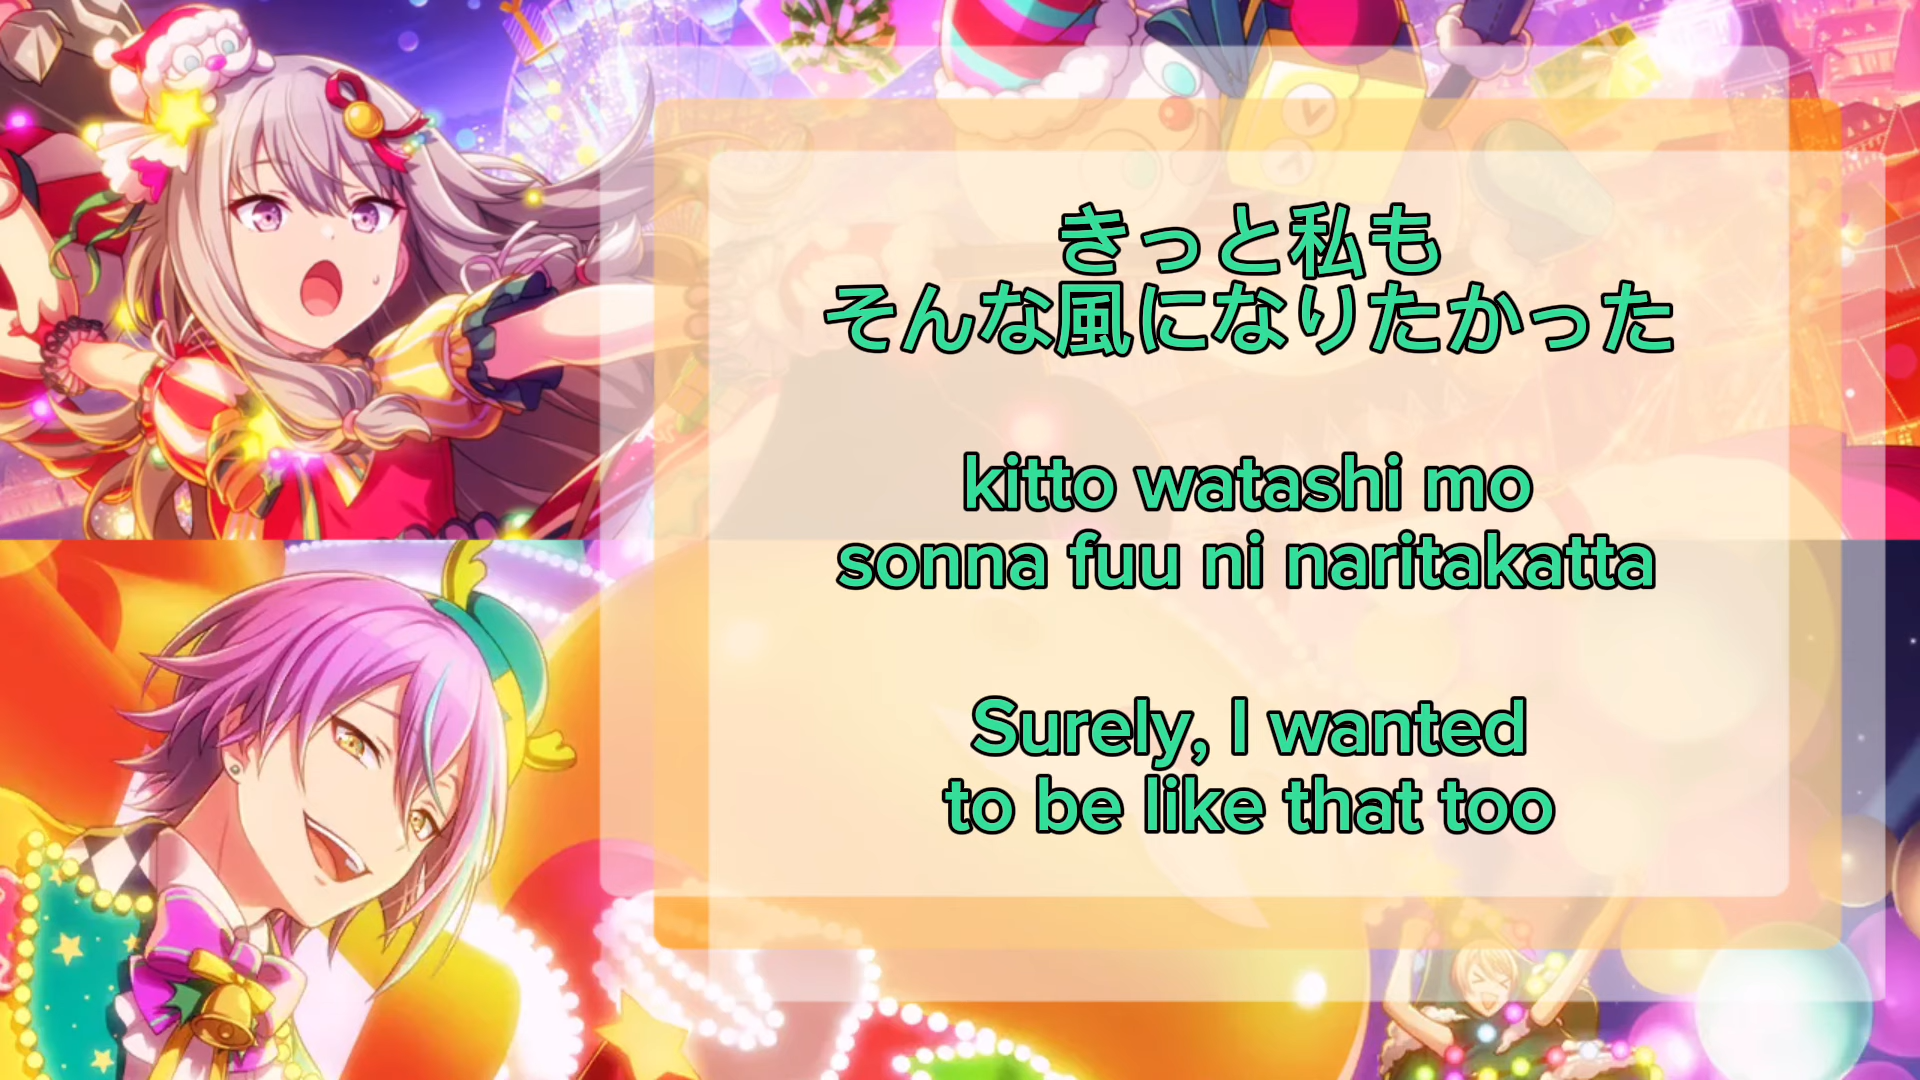 きっと私も
そんな風になりたかった
kitto watashi mo
sonna fuu ni naritakatta
Surely, I wanted
to be like that too